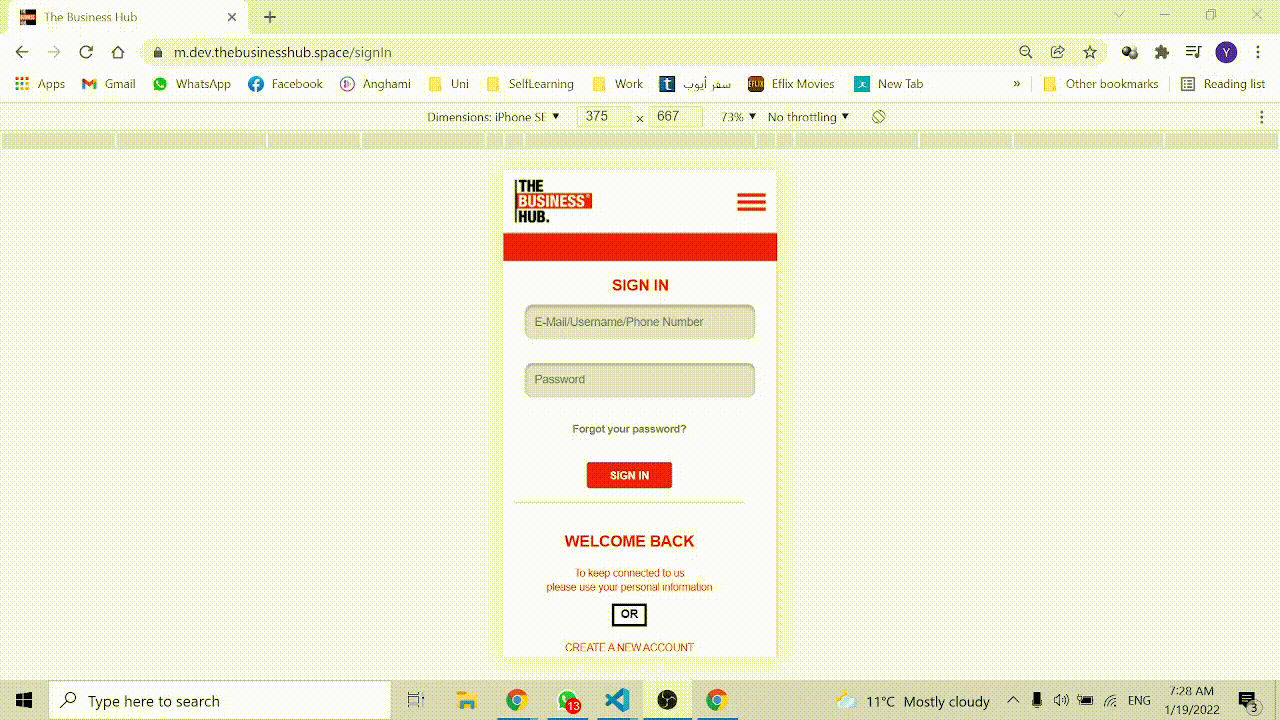 The Business Hub
m.dev.thebusinesshub.space/signIn
Y
Apps Gmail WhatsApp Facebook Anghami Uni SelfLearning Work سفر أيوب Eflix Movies New Tab » Other bookmarks Reading list
Dimensions: iPhone SE 375 × 667 73% No throttling
THE
BUSINESS
HUB.
SIGN IN
E-Mail/Username/Phone Number
Password
Forgot your password?
SIGN IN
WELCOME BACK
To keep connected to us
please use your personal information
OR
CREATE A NEW ACCOUNT
Type here to search
13
11°C Mostly cloudy
ENG
7:28 AM
1/19/2022
3